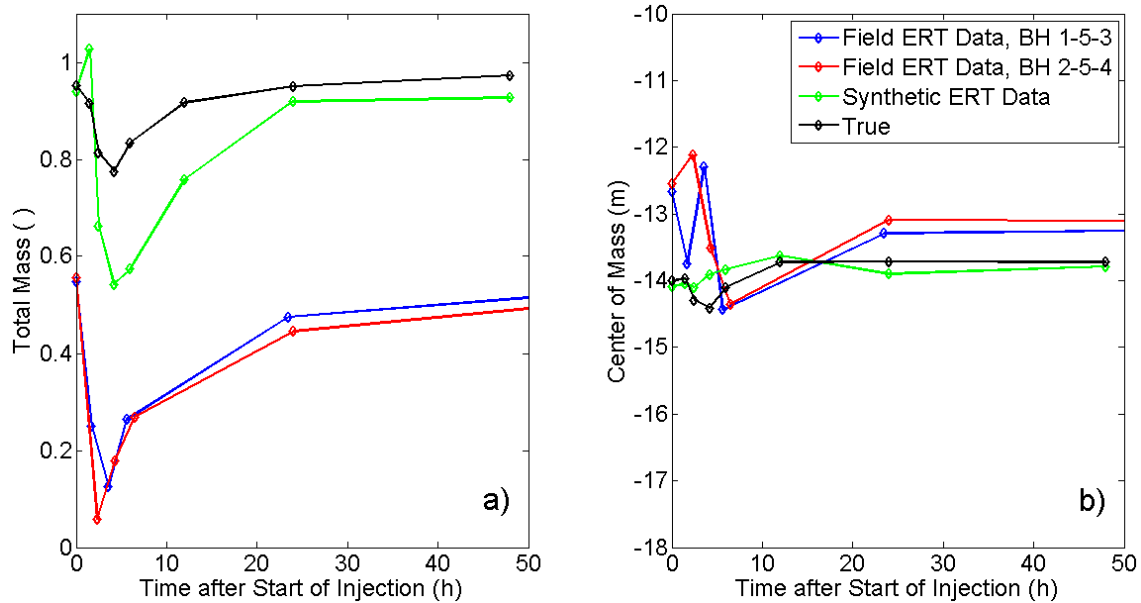 1
0.8
0.6
0.4
0.2
0
Total Mass ( )
0 10 20 30 40 50
Time after Start of Injection (h)
a)
-10
-11
-12
-13
-14
-15
-16
-17
-18
Center of Mass (m)
0 10 20 30 40 50
Time after Start of Injection (h)
Field ERT Data, BH 1-5-3
Field ERT Data, BH 2-5-4
Synthetic ERT Data
True
b)